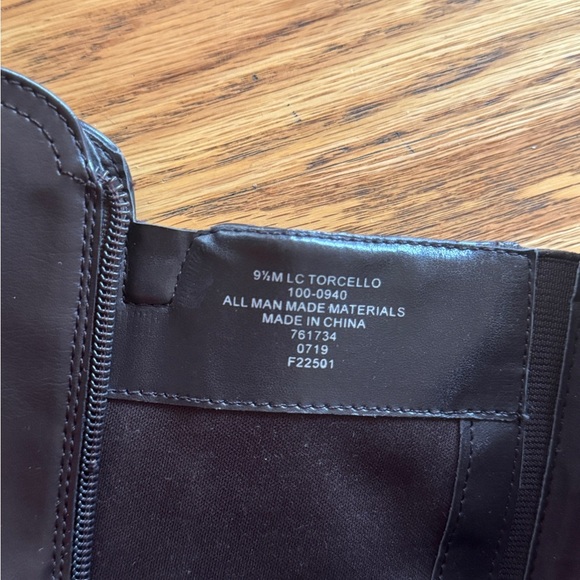 9½M LC TORCELLO
100-0940
ALL MAN MADE MATERIALS
MADE IN CHINA
761734
0719
F22501